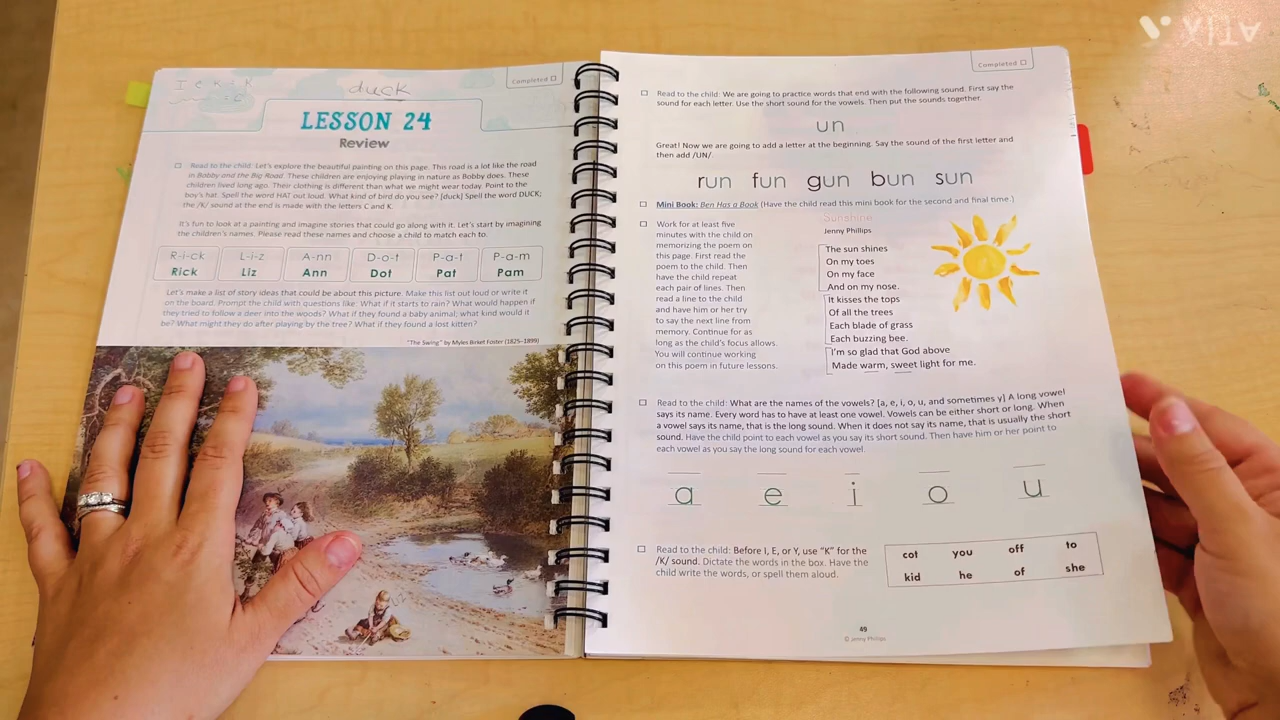 duck
Completed
LESSON 24
Review
Read to the child: Let's explore the beautiful painting on this page. This road is a lot like the road
in Bobby and the Big Road. These children are enjoying playing in nature as Bobby does. These
children lived long ago. Their clothing is different than what we might wear today. Point to the
boy's hat. Spell the word HAT out loud. What kind of bird do you see? [duck] Spell the word DUCK;
the /K/ sound at the end is made with the letters C and K.
It's fun to look at a painting and imagine stories that could go along with it. Let's start by imagining
the children's names. Please read these names and choose a child to match each to.
R-i-ck L-i-z A-nn D-o-t P-a-t P-a-m
Rick Liz Ann Dot Pat Pam
Let's make a list of story ideas that could be about this picture. Make this list out loud or write it
on the board. Prompt the child with questions like: What if it starts to rain? What would happen if
they tried to follow a deer into the woods? What if they found a baby animal; what kind would it
be? What might they do after playing by the tree? What if they found a lost kitten?
"The Swing" by Myles Birket Foster (1825-1899)
Completed
Read to the child: We are going to practice words that end with the following sound. First say the
sound for each letter. Use the short sound for the vowels. Then put the sounds together.
un
Great! Now we are going to add a letter at the beginning. Say the sound of the first letter and
then add /UN/.
run fun gun bun sun
Mini Book: Ben Has a Book (Have the child read this mini book for the second and final time.)
Work for at least five
minutes with the child on
memorizing the poem on
this page. First read the
poem to the child. Then
have the child repeat
each pair of lines. Then
read a line to the child
and have him or her try
to say the next line from
memory. Continue for as
long as the child's focus allows.
You will continue working
on this poem in future lessons.
Sunshine
Jenny Phillips
The sun shines
On my toes
On my face
And on my nose.
It kisses the tops
Of all the trees
Each blade of grass
Each buzzing bee.
I'm so glad that God above
Made warm, sweet light for me.
Read to the child: What are the names of the vowels? [a, e, i, o, u, and sometimes y] A long vowel
says its name. Every word has to have at least one vowel. Vowels can be either short or long. When
a vowel says its name, that is the long sound. When it does not say its name, that is usually the short
sound. Have the child point to each vowel as you say its short sound. Then have him or her point to
each vowel as you say the long sound for each vowel.
a e i o u
Read to the child: Before I, E, or Y, use "K" for the
/K/ sound. Dictate the words in the box. Have the
child write the words, or spell them aloud.
cot you off to
kid he of she
49
© Jenny Phillips